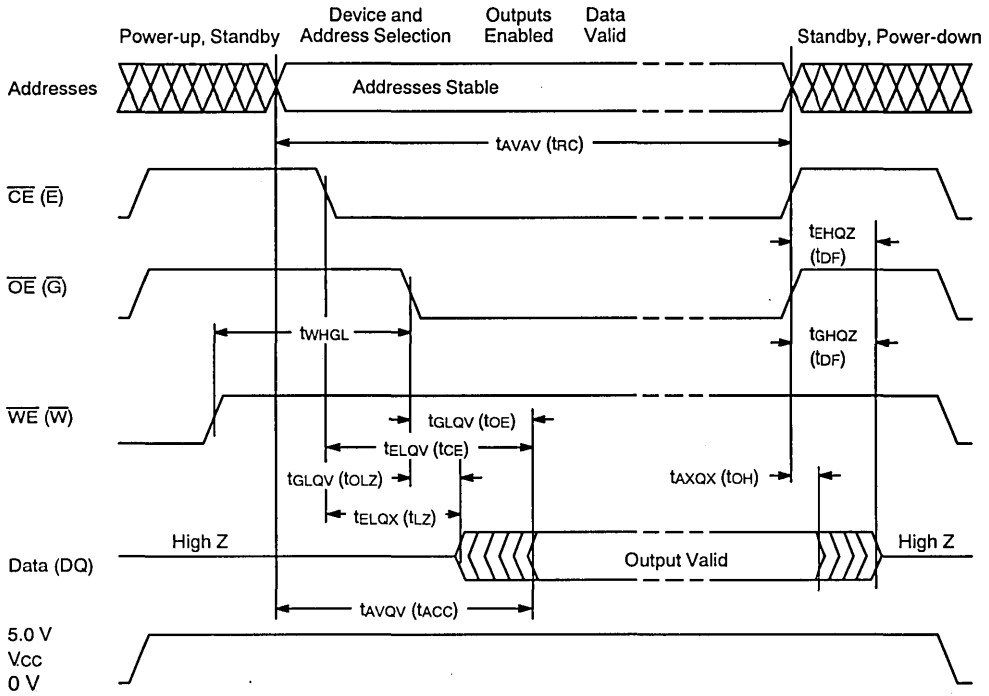 Power-up, Standby
Device and
Address Selection
Outputs
Enabled
Data
Valid
Standby, Power-down
Addresses
Addresses Stable
tAVAV (tRC)
CE (E)
tEHQZ
(tDF)
OE (G)
tWHGL
tGHQZ
(tDF)
WE (W)
tGLQV (tOE)
tELQV (tCE)
tGLQV (tOLZ)
tAXQX (tOH)
tELQX (tLZ)
High Z
High Z
Data (DQ)
Output Valid
tAVQV (tACC)
5.0 V
VCC
0 V